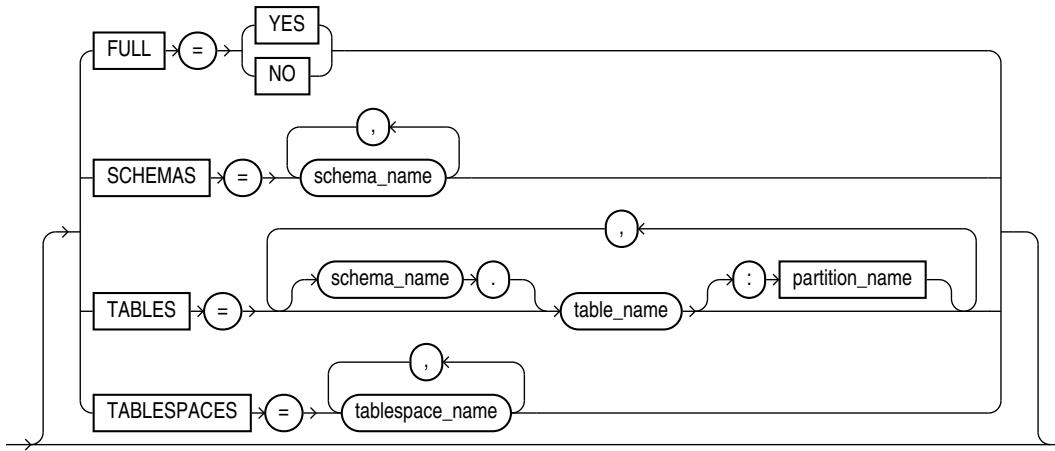 YES
FULL =
NO
,
SCHEMAS = schema_name
,
schema_name . : partition_name
TABLES = table_name
,
TABLESPACES = tablespace_name